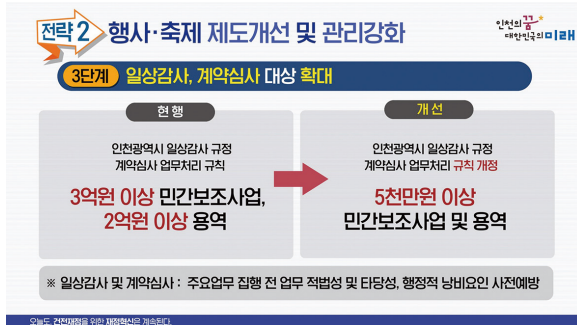 전략 2 행사·축제 제도개선 및 관리강화
인천의 꿈
대한민국의 미래
3단계 일상감사, 계약심사 대상 확대
현행
인천광역시 일상감사 규정
계약심사 업무처리 규칙
3억원 이상 민간보조사업,
2억원 이상 용역
개선
인천광역시 일상감사 규정
계약심사 업무처리 규칙 개정
5천만원 이상
민간보조사업 및 용역
※ 일상감사 및 계약심사 : 주요업무 집행 전 업무 적법성 및 타당성, 행정적 낭비요인 사전예방
오늘도 건전재정을 위한 재정혁신은 계속된다.